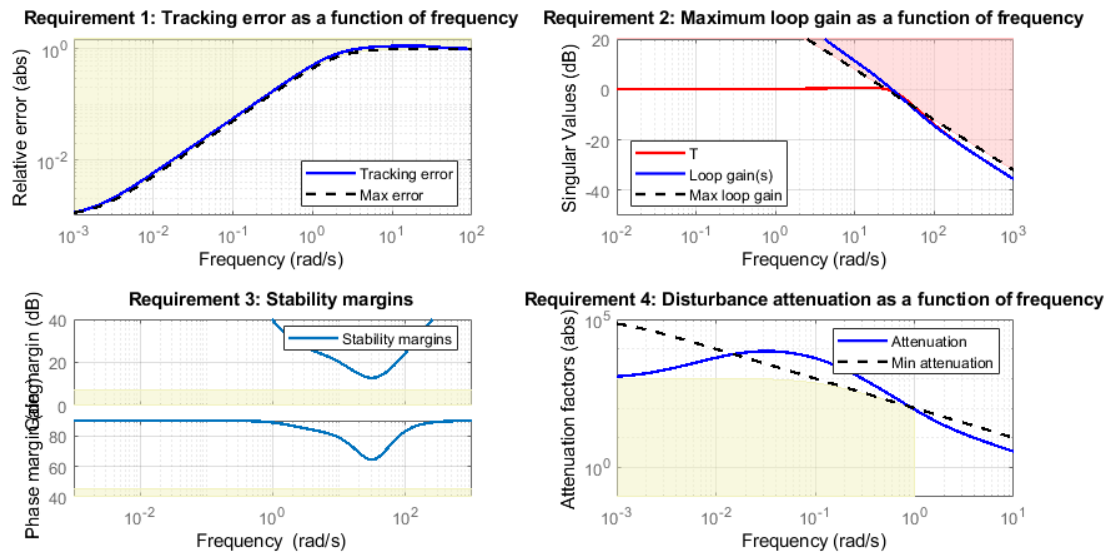 Requirement 1: Tracking error as a function of frequency
Relative error (abs)
10^0
10^-2
Tracking error
Max error
10^-3
10^-2
10^-1
10^0
10^1
10^2
Frequency (rad/s)
Requirement 2: Maximum loop gain as a function of frequency
Singular Values (dB)
20
0
-20
-40
T
Loop gain(s)
Max loop gain
10^-2
10^0
10^1
10^2
10^3
Frequency (rad/s)
Requirement 3: Stability margins
Gain margin (dB)
40
20
0
Stability margins
Phase margin (deg)
80
60
40
10^-2
10^0
10^2
Frequency (rad/s)
Requirement 4: Disturbance attenuation as a function of frequency
Attenuation factors (abs)
10^5
10^0
Attenuation
Min attenuation
10^-3
10^-2
10^-1
10^0
10^1
Frequency (rad/s)